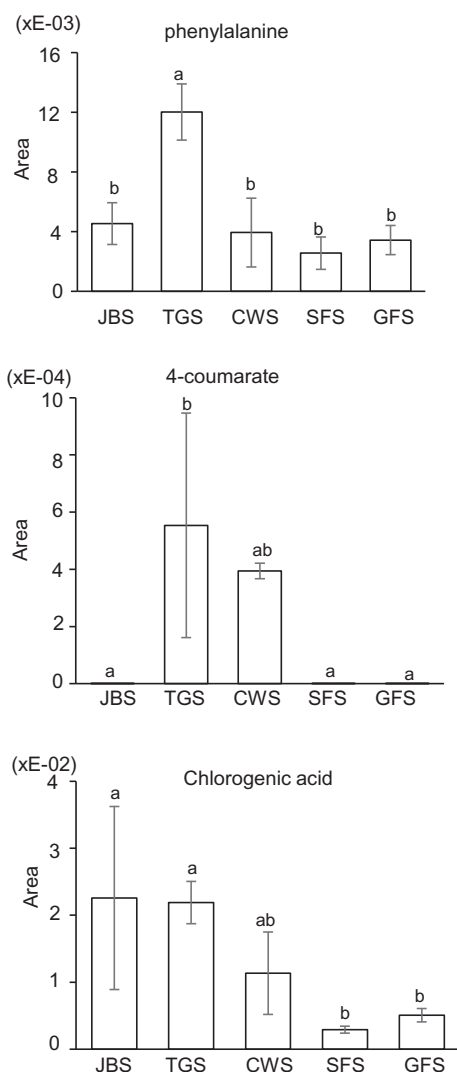 (xE-03)
phenylalanine
16
12
8
4
0
Area
b
a
b
b
b
JBS TGS CWS SFS GFS
(xE-04)
4-coumarate
10
8
6
4
2
0
Area
a
b
ab
a
a
JBS TGS CWS SFS GFS
(xE-02)
Chlorogenic acid
4
3
2
1
0
Area
a
a
ab
b
b
JBS TGS CWS SFS GFS